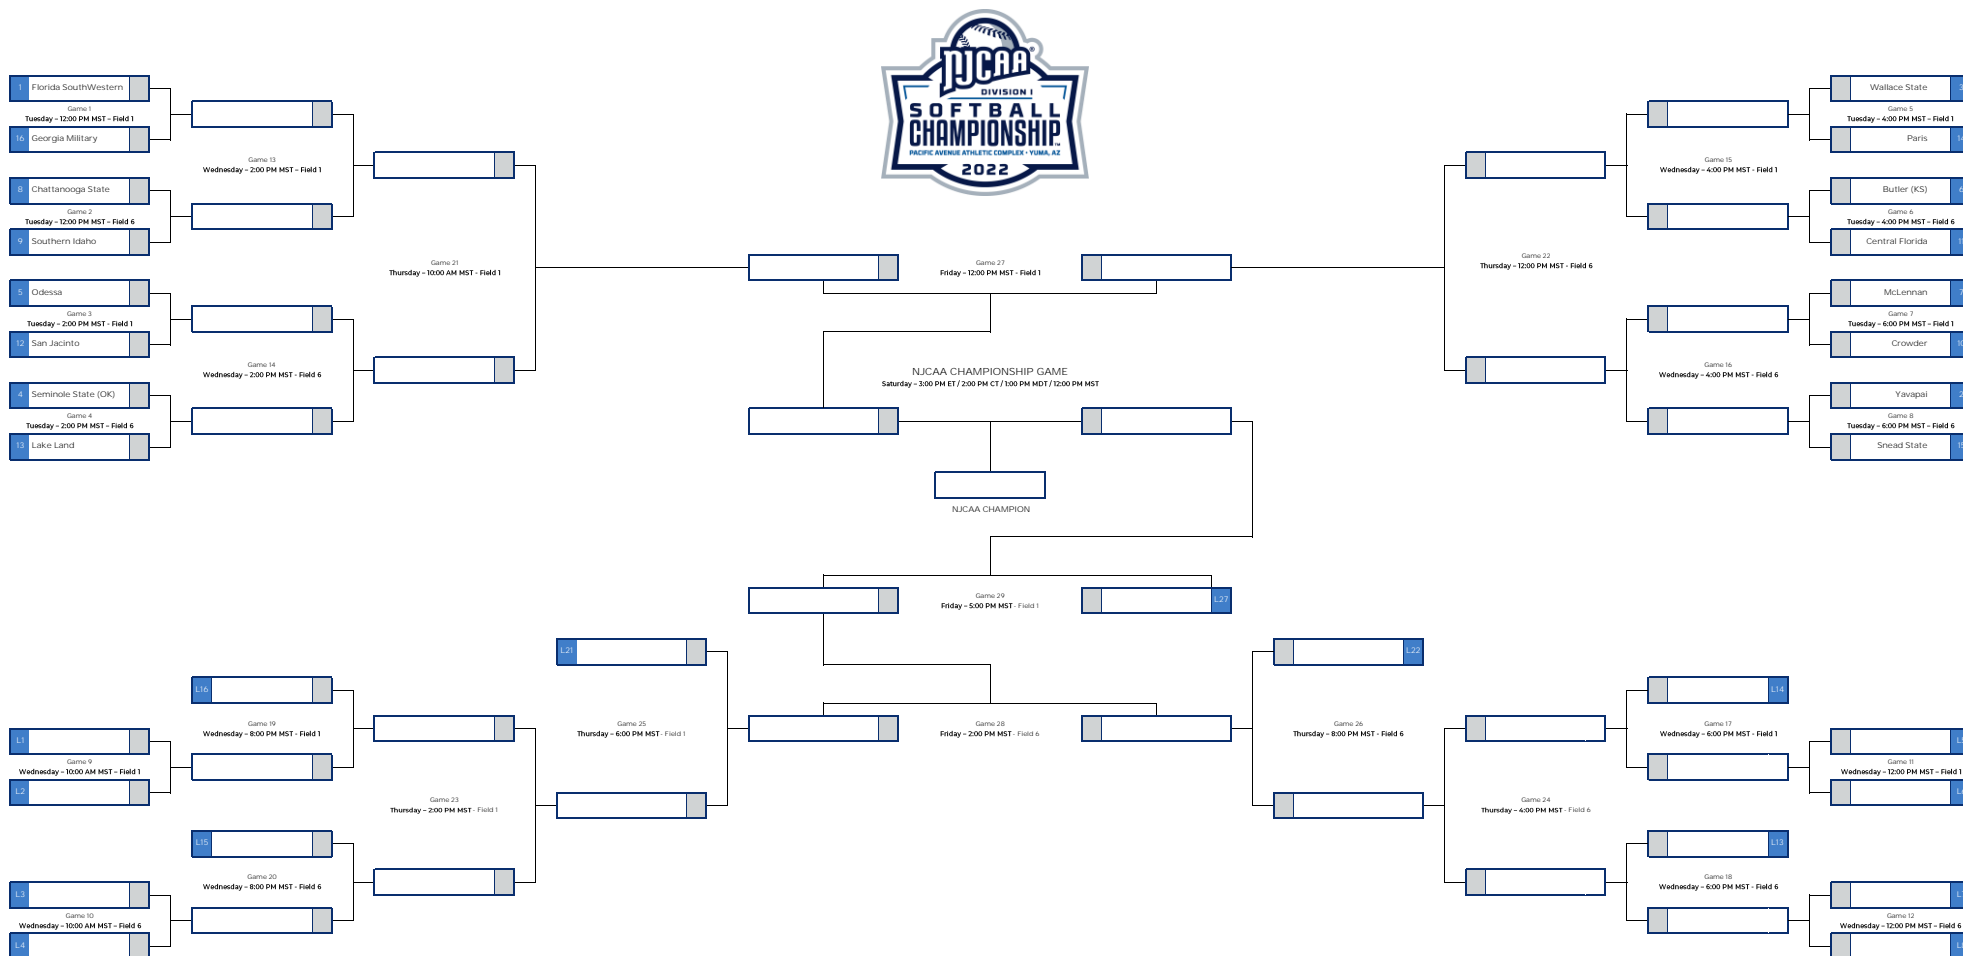 NJCAA
DIVISION I
SOFTBALL
CHAMPIONSHIP
PACIFIC AVENUE ATHLETIC COMPLEX • YUMA, AZ
2022
1 Florida SouthWestern
Game 1
Tuesday – 12:00 PM MST – Field 1
16 Georgia Military
Game 13
Wednesday – 2:00 PM MST – Field 1
8 Chattanooga State
Game 2
Tuesday – 12:00 PM MST – Field 6
9 Southern Idaho
Game 21
Thursday – 10:00 AM MST - Field 1
5 Odessa
Game 3
Tuesday – 2:00 PM MST - Field 1
12 San Jacinto
Game 14
Wednesday – 2:00 PM MST - Field 6
4 Seminole State (OK)
Game 4
Tuesday – 2:00 PM MST - Field 6
13 Lake Land
Game 27
Friday – 12:00 PM MST - Field 1
NJCAA CHAMPIONSHIP GAME
Saturday – 3:00 PM ET / 2:00 PM CT / 1:00 PM MDT / 12:00 PM MST
NJCAA CHAMPION
Wallace State
Game 5
Tuesday – 4:00 PM MST - Field 1
Paris
Game 15
Wednesday – 4:00 PM MST - Field 1
Butler (KS)
Game 6
Tuesday – 4:00 PM MST - Field 6
Central Florida
Game 22
Thursday – 12:00 PM MST - Field 6
McLennan
Game 7
Tuesday – 6:00 PM MST - Field 1
Crowder
Game 16
Wednesday – 4:00 PM MST - Field 6
Yavapai
Game 8
Tuesday – 6:00 PM MST - Field 6
Snead State
Game 29
Friday – 5:00 PM MST - Field 1
L27
L21
L16
Game 19
Wednesday – 8:00 PM MST - Field 1
L1
Game 9
Wednesday – 10:00 AM MST – Field 1
L2
Game 25
Thursday – 6:00 PM MST - Field 1
Game 23
Thursday – 2:00 PM MST - Field 1
L15
Game 20
Wednesday – 8:00 PM MST - Field 6
L3
Game 10
Wednesday – 10:00 AM MST – Field 6
L4
Game 28
Friday – 2:00 PM MST - Field 6
L22
Game 26
Thursday – 8:00 PM MST - Field 6
L14
Game 17
Wednesday – 6:00 PM MST - Field 1
Game 11
Wednesday – 12:00 PM MST – Field 1
Game 24
Thursday – 4:00 PM MST - Field 6
L13
Game 18
Wednesday – 6:00 PM MST - Field 6
Game 12
Wednesday – 12:00 PM MST – Field 6